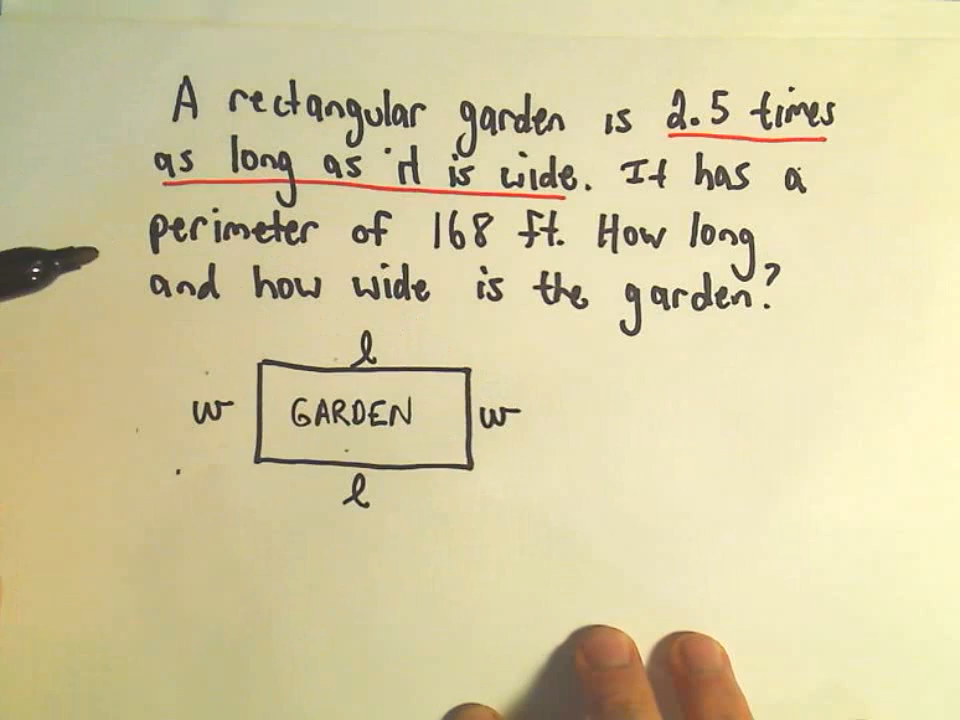 A rectangular garden is 2.5 times
as long as it is wide. It has a
perimeter of 168 ft. How long
and how wide is the garden?
l
w GARDEN w
l